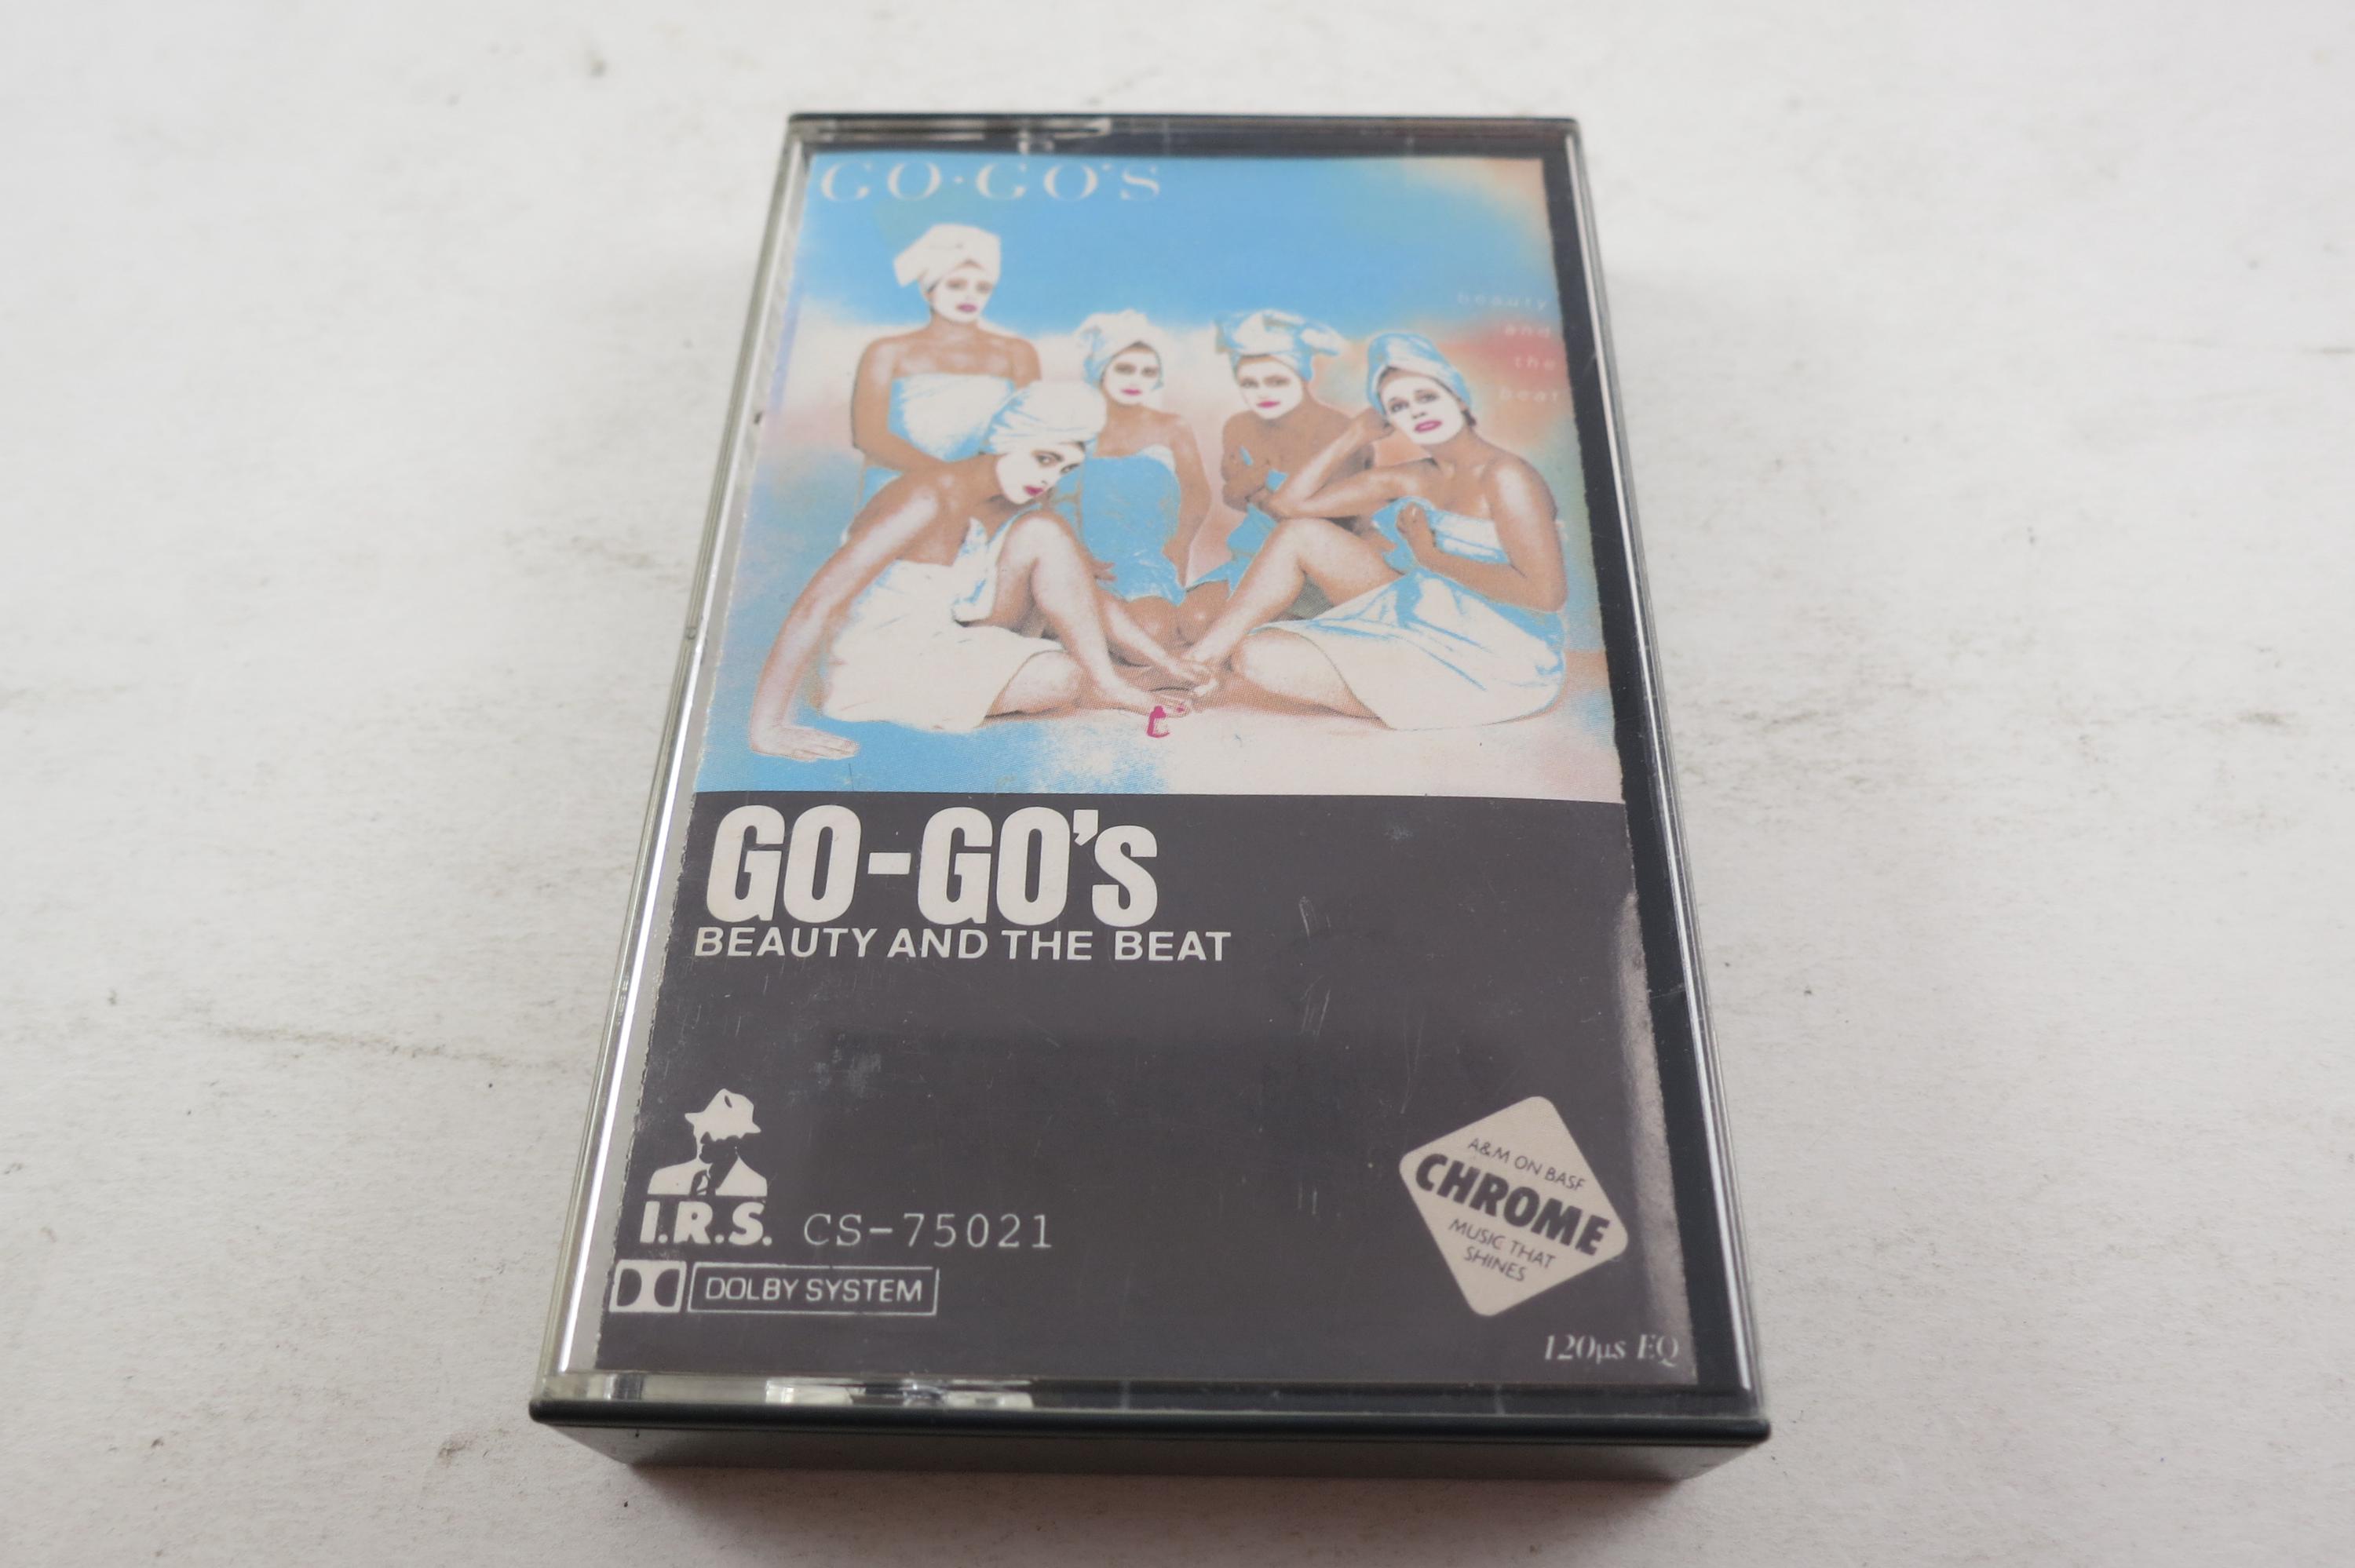 GO·GO'S
beauty
and
the
beat
GO-GO's
BEAUTY AND THE BEAT
I.R.S. CS-75021
DOLBY SYSTEM
A&M ON BASF
CHROME
MUSIC THAT
SHINES
120µs EQ